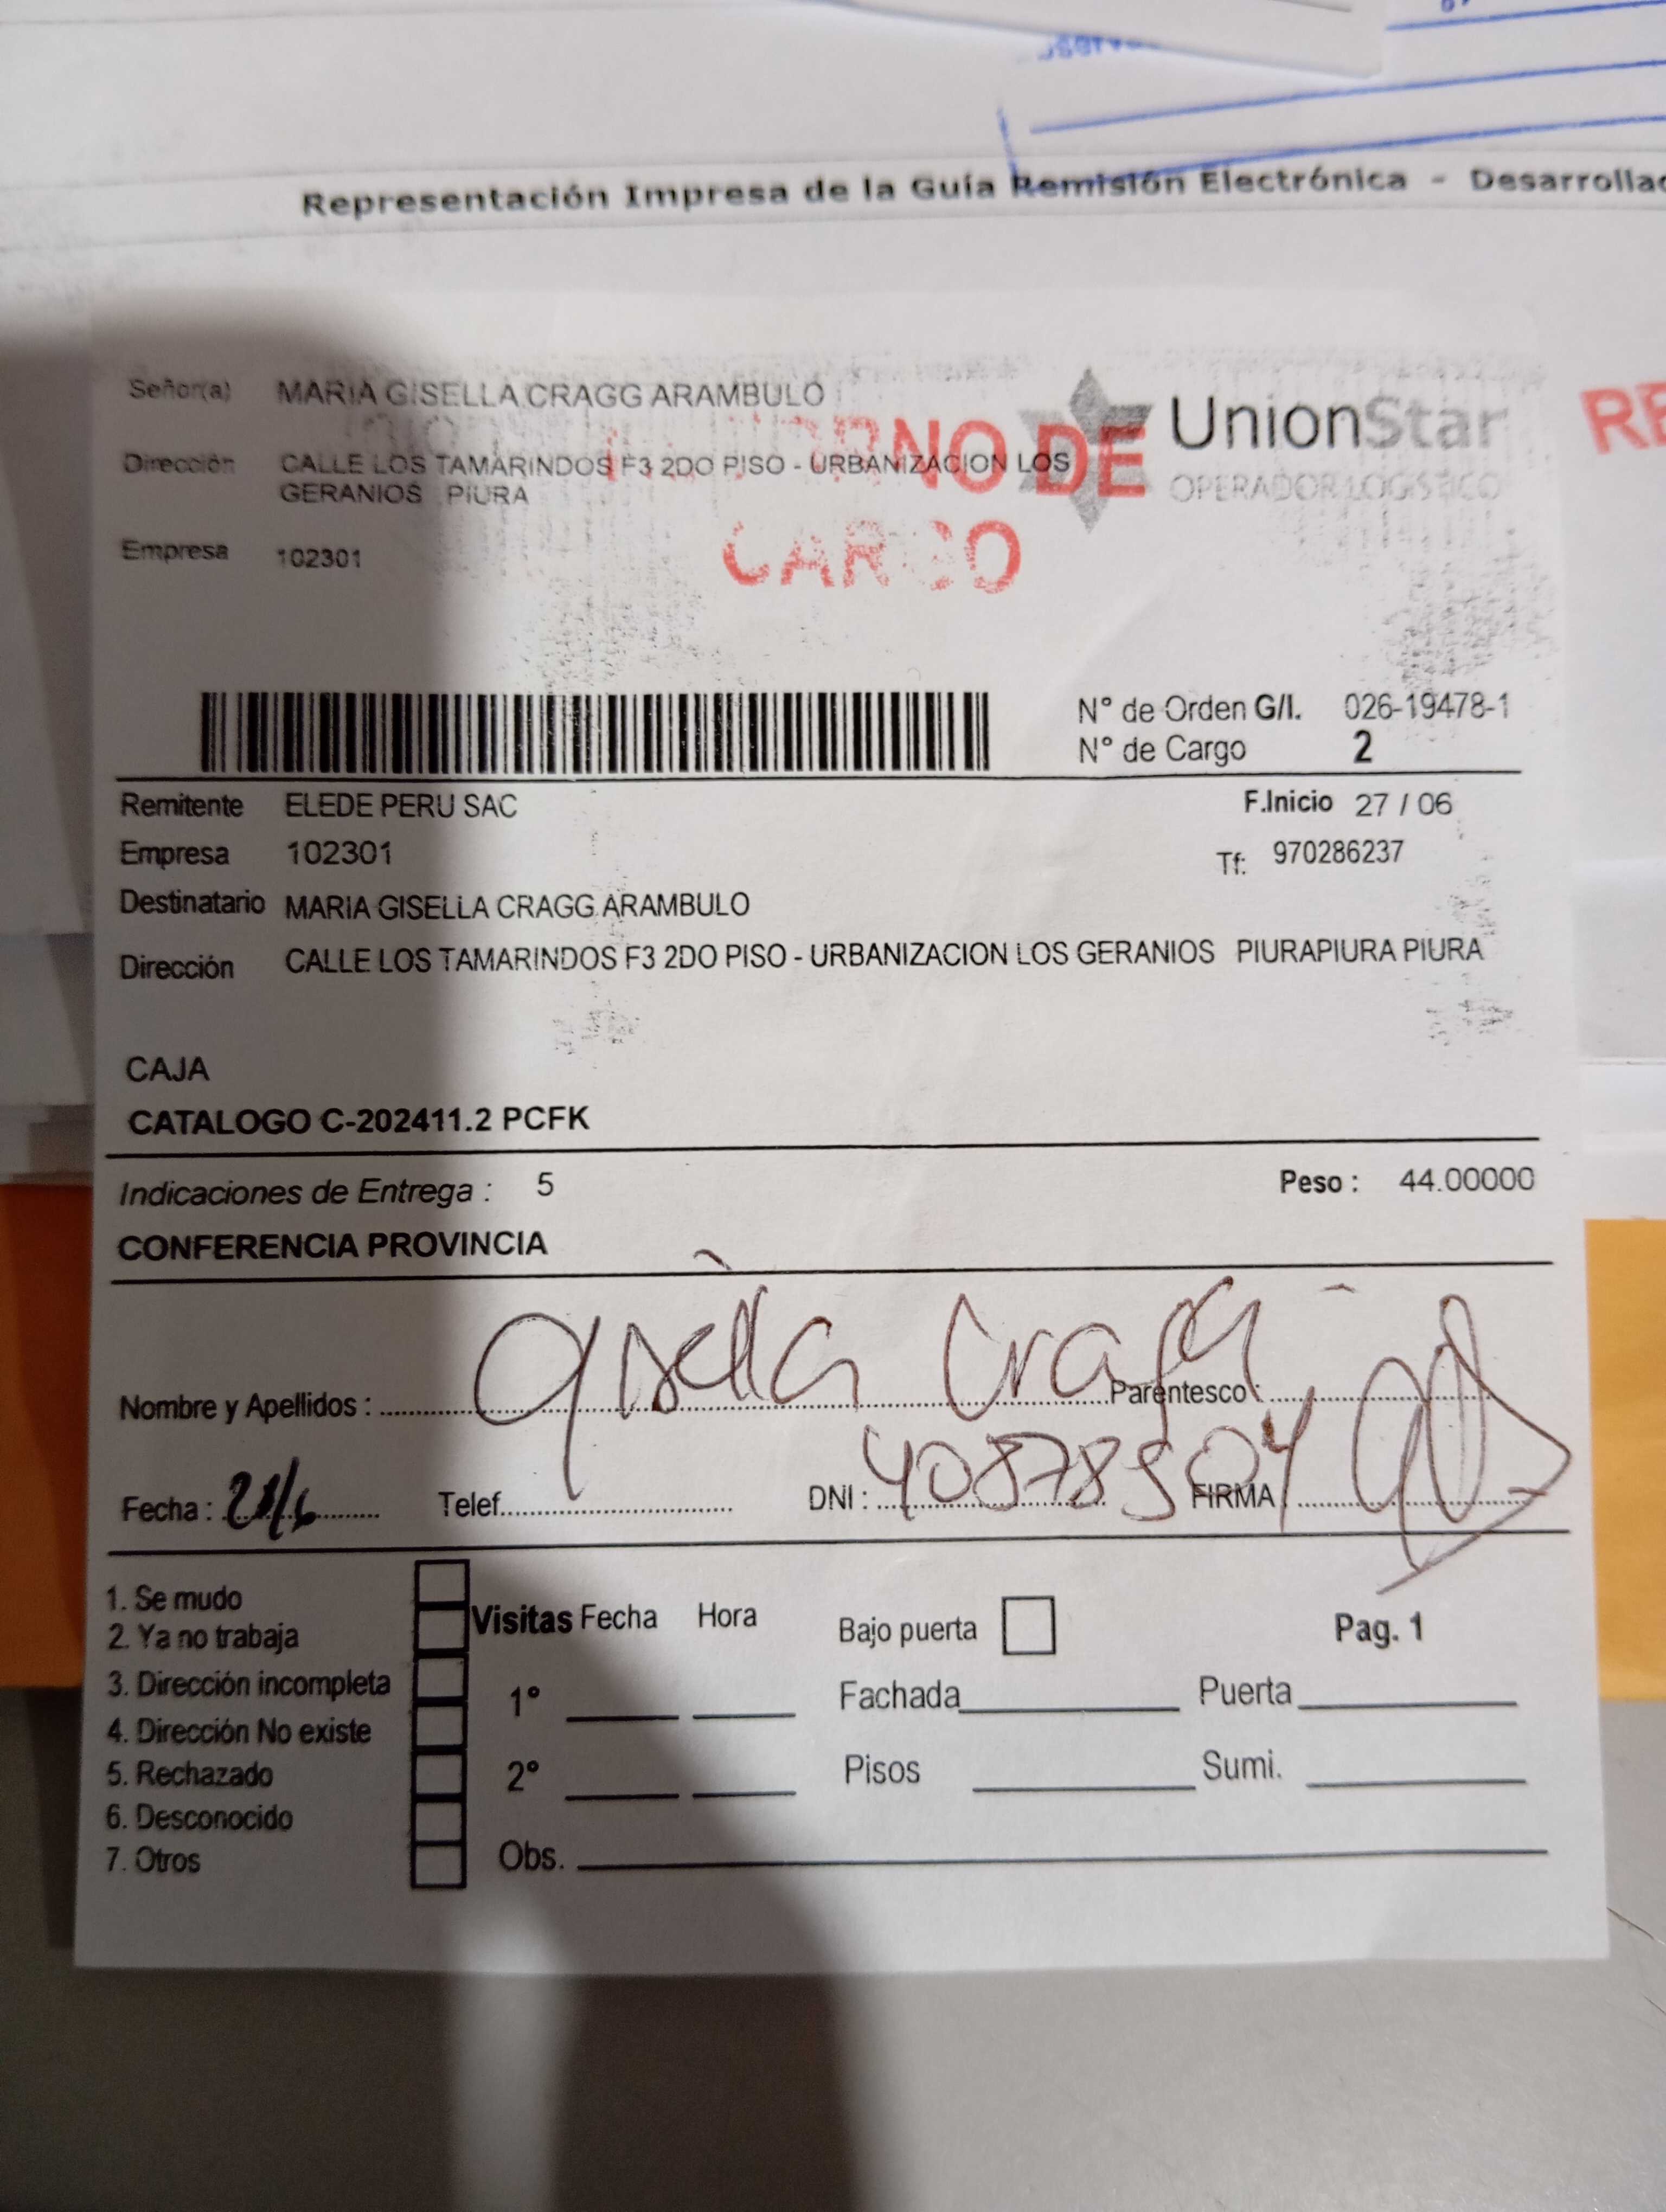 Representación Impresa de la Guía Remisión Electrónica - Desarrollad
Señor(a) MARIA GISELLA CRAGG ARAMBULO
UnionStar
OPERADOR LOGISTICO
Dirección CALLE LOS TAMARINDOS F3 2DO PISO - URBANIZACION LOS
GERANIOS PIURA
RETORNO DE
CARGO
RE
Empresa 102301
N° de Orden G/I. 026-19478-1
N° de Cargo 2
Remitente ELEDE PERU SAC F.Inicio 27 / 06
Empresa 102301 Tf: 970286237
Destinatario MARIA GISELLA CRAGG ARAMBULO
Dirección CALLE LOS TAMARINDOS F3 2DO PISO - URBANIZACION LOS GERANIOS PIURAPIURA PIURA
CAJA
CATALOGO C-202411.2 PCFK
Indicaciones de Entrega : 5 Peso : 44.00000
CONFERENCIA PROVINCIA
Nombre y Apellidos : Gisella Cragg Parentesco :
Fecha : Telef. DNI : 40878504 FIRMA :
1. Se mudo
2. Ya no trabaja
3. Dirección incompleta
4. Dirección No existe
5. Rechazado
6. Desconocido
7. Otros
Visitas Fecha Hora Bajo puerta Pag. 1
1° Fachada Puerta
2° Pisos Sumi.
Obs.